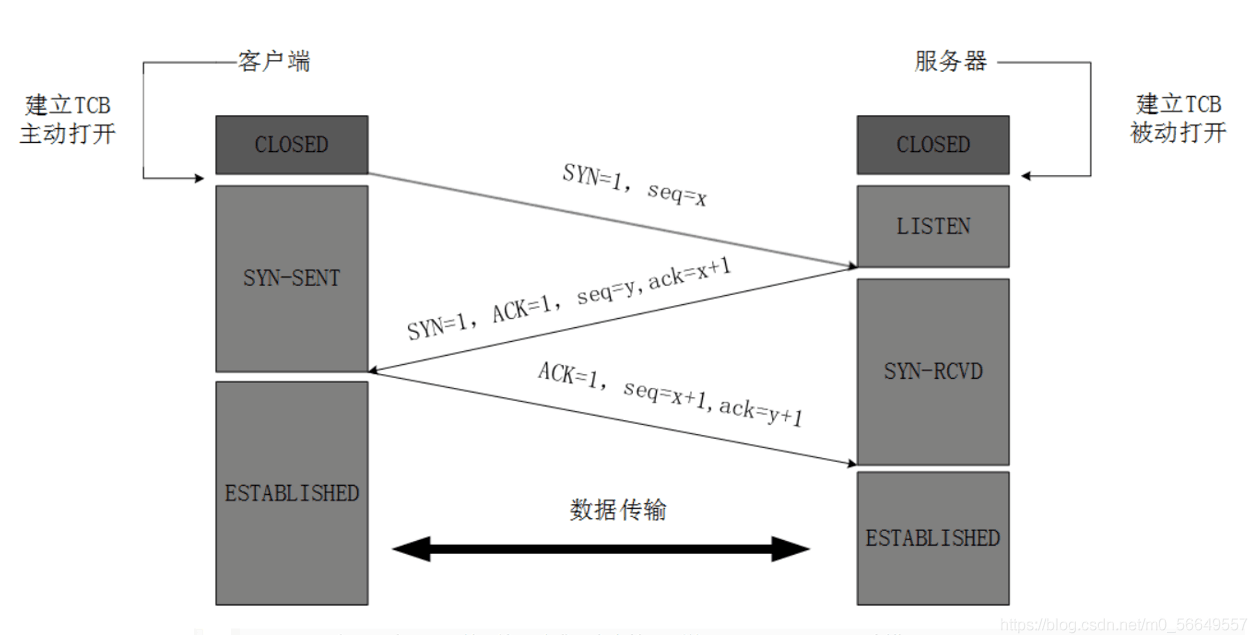 客户端
服务器
建立TCB
主动打开
建立TCB
被动打开
CLOSED
CLOSED
SYN=1, seq=x
LISTEN
SYN-SENT
SYN=1, ACK=1, seq=y,ack=x+1
SYN-RCVD
ACK=1, seq=x+1,ack=y+1
ESTABLISHED
数据传输
ESTABLISHED
https://blog.csdn.net/m0_56649557